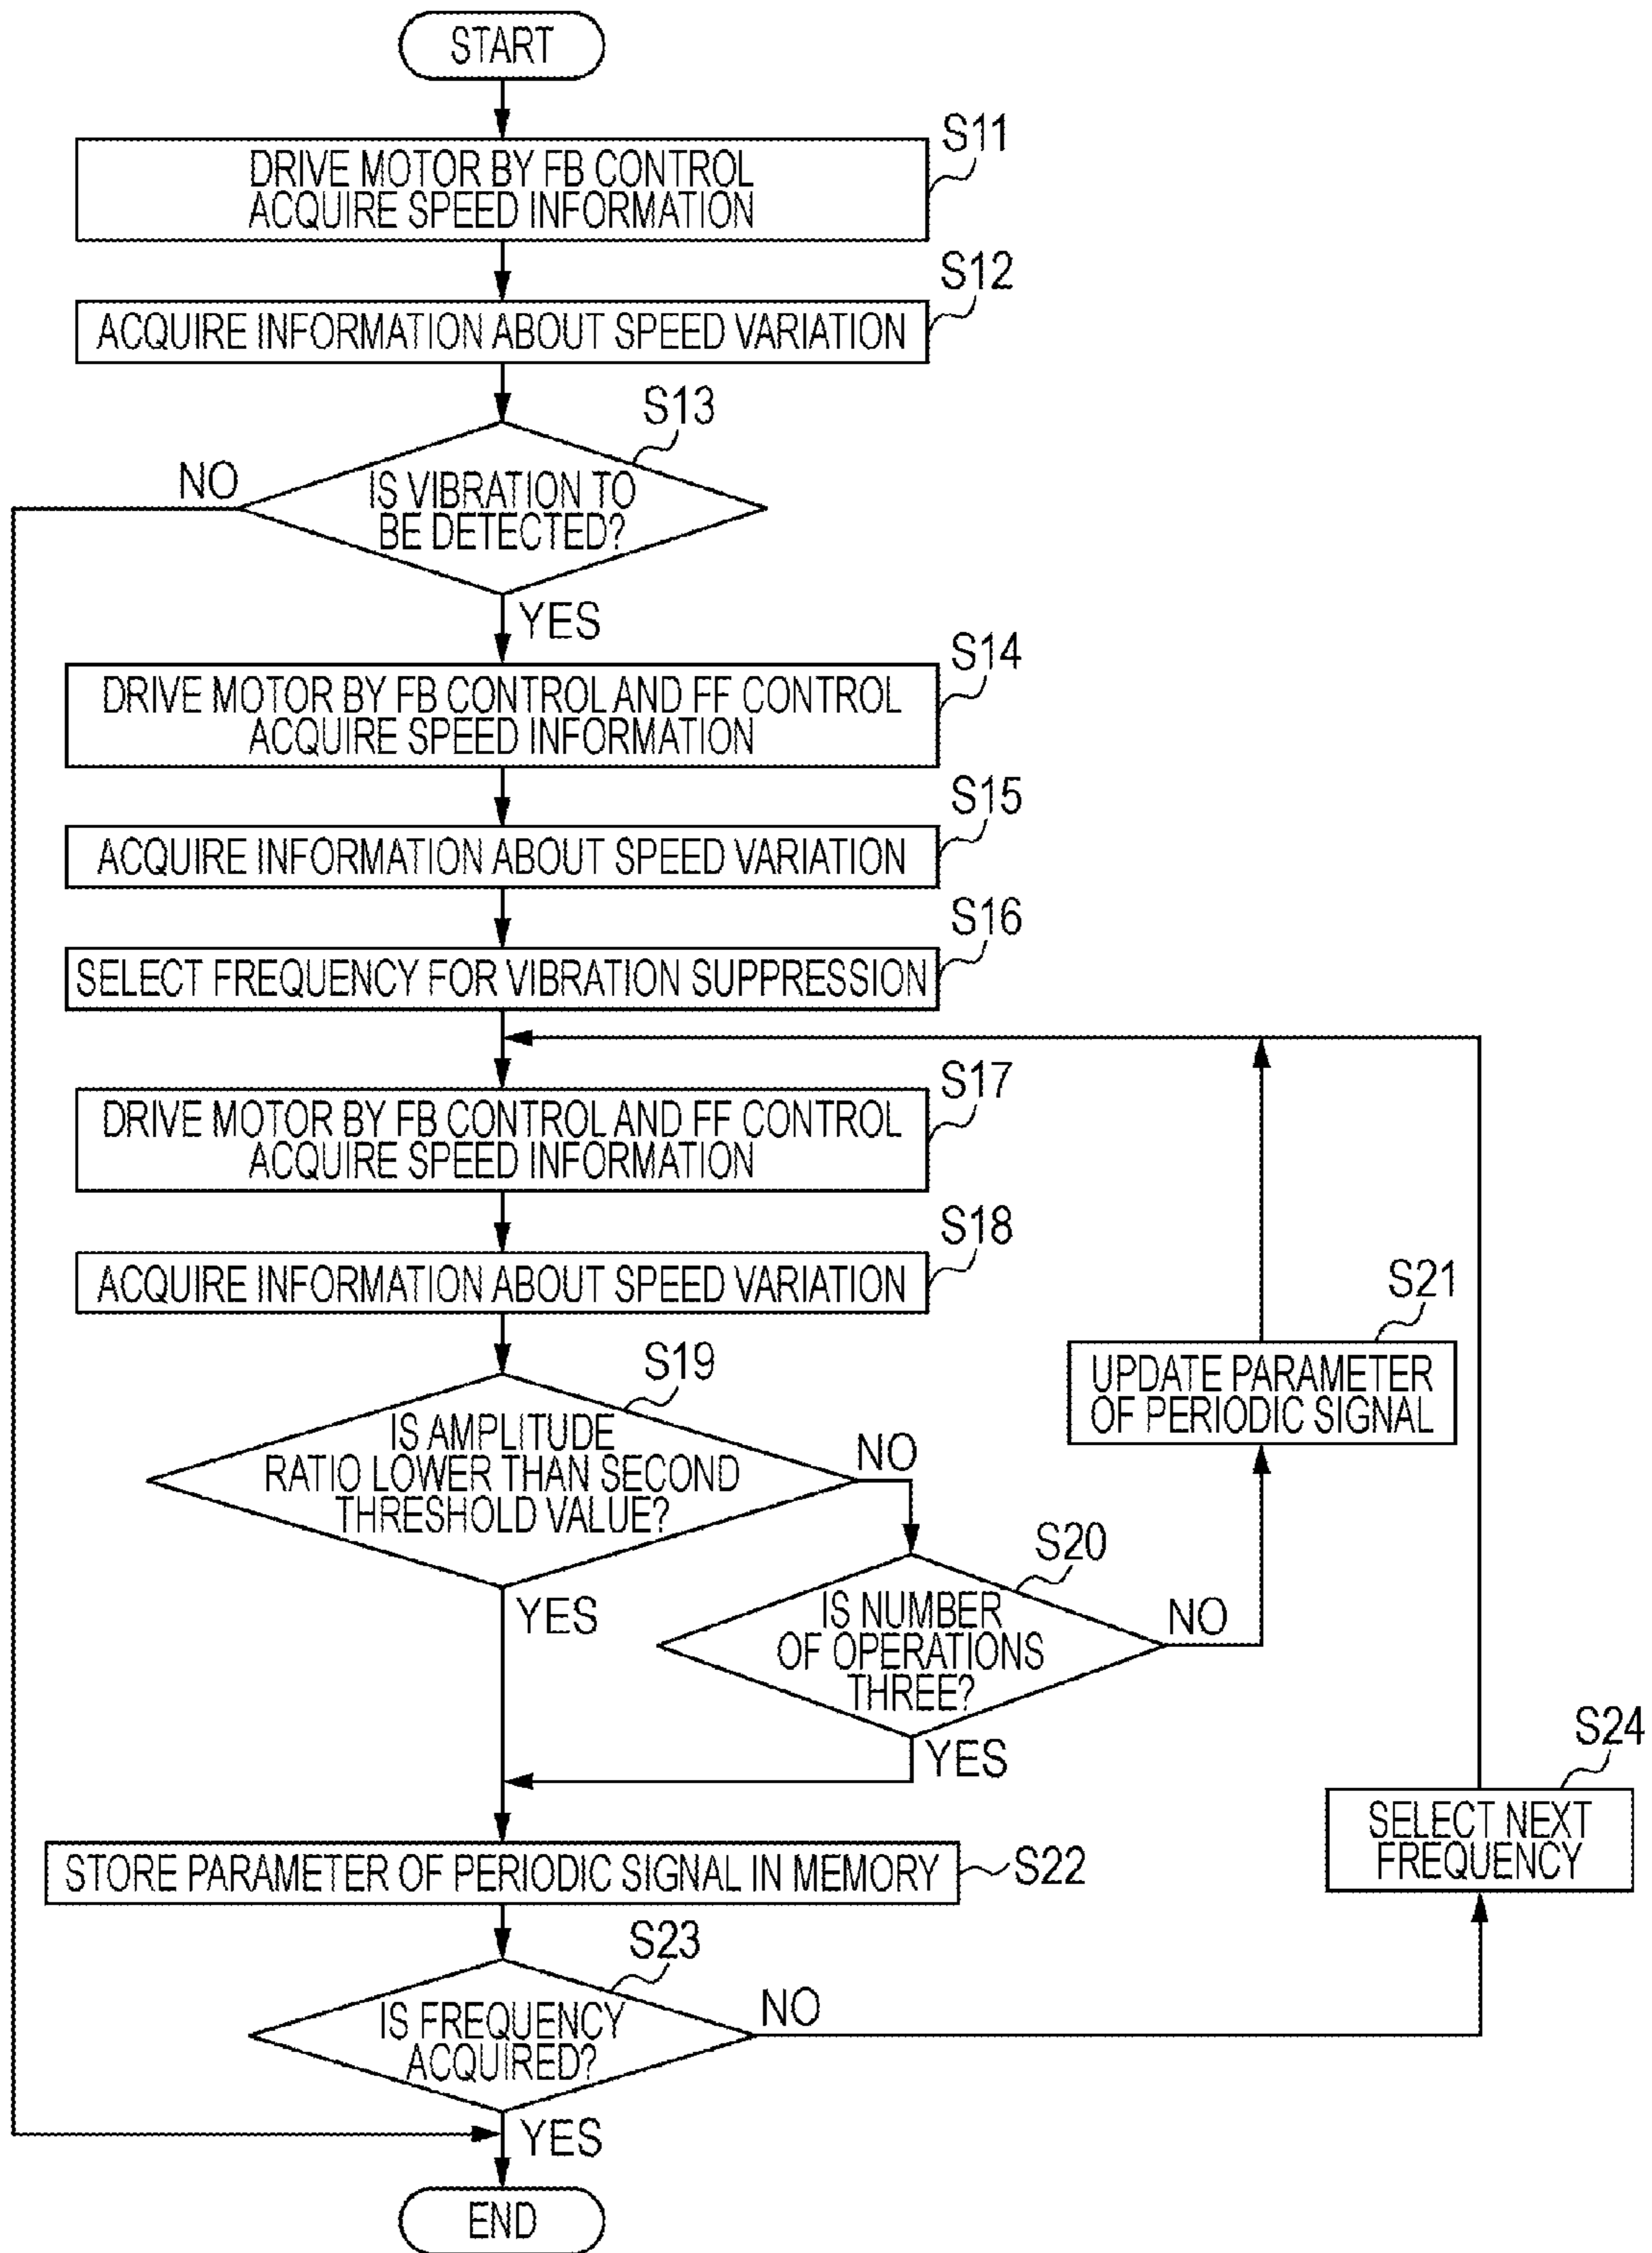 START
S11
DRIVE MOTOR BY FB CONTROL
ACQUIRE SPEED INFORMATION
S12
ACQUIRE INFORMATION ABOUT SPEED VARIATION
S13
NO
IS VIBRATION TO
BE DETECTED?
YES
S14
DRIVE MOTOR BY FB CONTROL AND FF CONTROL
ACQUIRE SPEED INFORMATION
S15
ACQUIRE INFORMATION ABOUT SPEED VARIATION
S16
SELECT FREQUENCY FOR VIBRATION SUPPRESSION
S17
DRIVE MOTOR BY FB CONTROL AND FF CONTROL
ACQUIRE SPEED INFORMATION
S18
ACQUIRE INFORMATION ABOUT SPEED VARIATION
S19
IS AMPLITUDE
RATIO LOWER THAN SECOND
THRESHOLD VALUE?
NO
YES
S20
IS NUMBER
OF OPERATIONS
THREE?
NO
YES
S21
UPDATE PARAMETER
OF PERIODIC SIGNAL
S22
STORE PARAMETER OF PERIODIC SIGNAL IN MEMORY
S23
IS FREQUENCY
ACQUIRED?
NO
YES
S24
SELECT NEXT
FREQUENCY
END